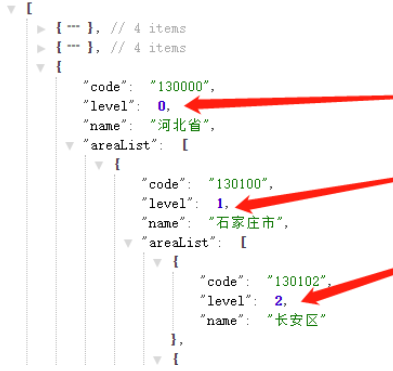 [
{ ... }, // 4 items
{ ... }, // 4 items
{
"code": "130000",
"level": 0,
"name": "河北省",
"areaList": [
{
"code": "130100",
"level": 1,
"name": "石家庄市",
"areaList": [
{
"code": "130102",
"level": 2,
"name": "长安区"
},
{